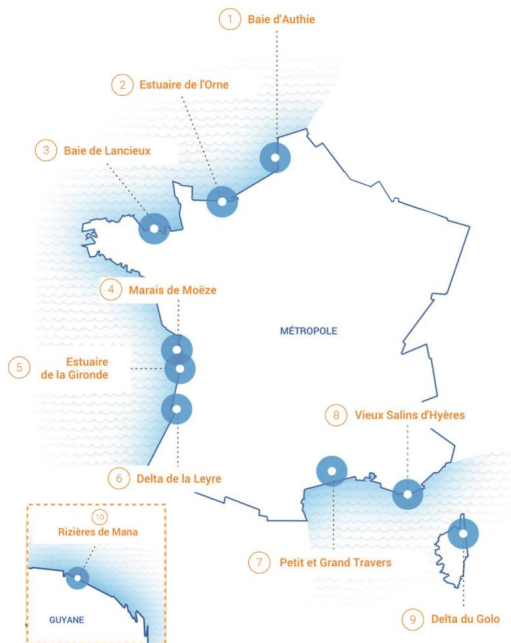 1 Baie d'Authie
2 Estuaire de l'Orne
3 Baie de Lancieux
4 Marais de Moëze
MÉTROPOLE
5 Estuaire
de la Gironde
8 Vieux Salins d'Hyères
6 Delta de la Leyre
10
Rizières de Mana
7 Petit et Grand Travers
9 Delta du Golo
GUYANE